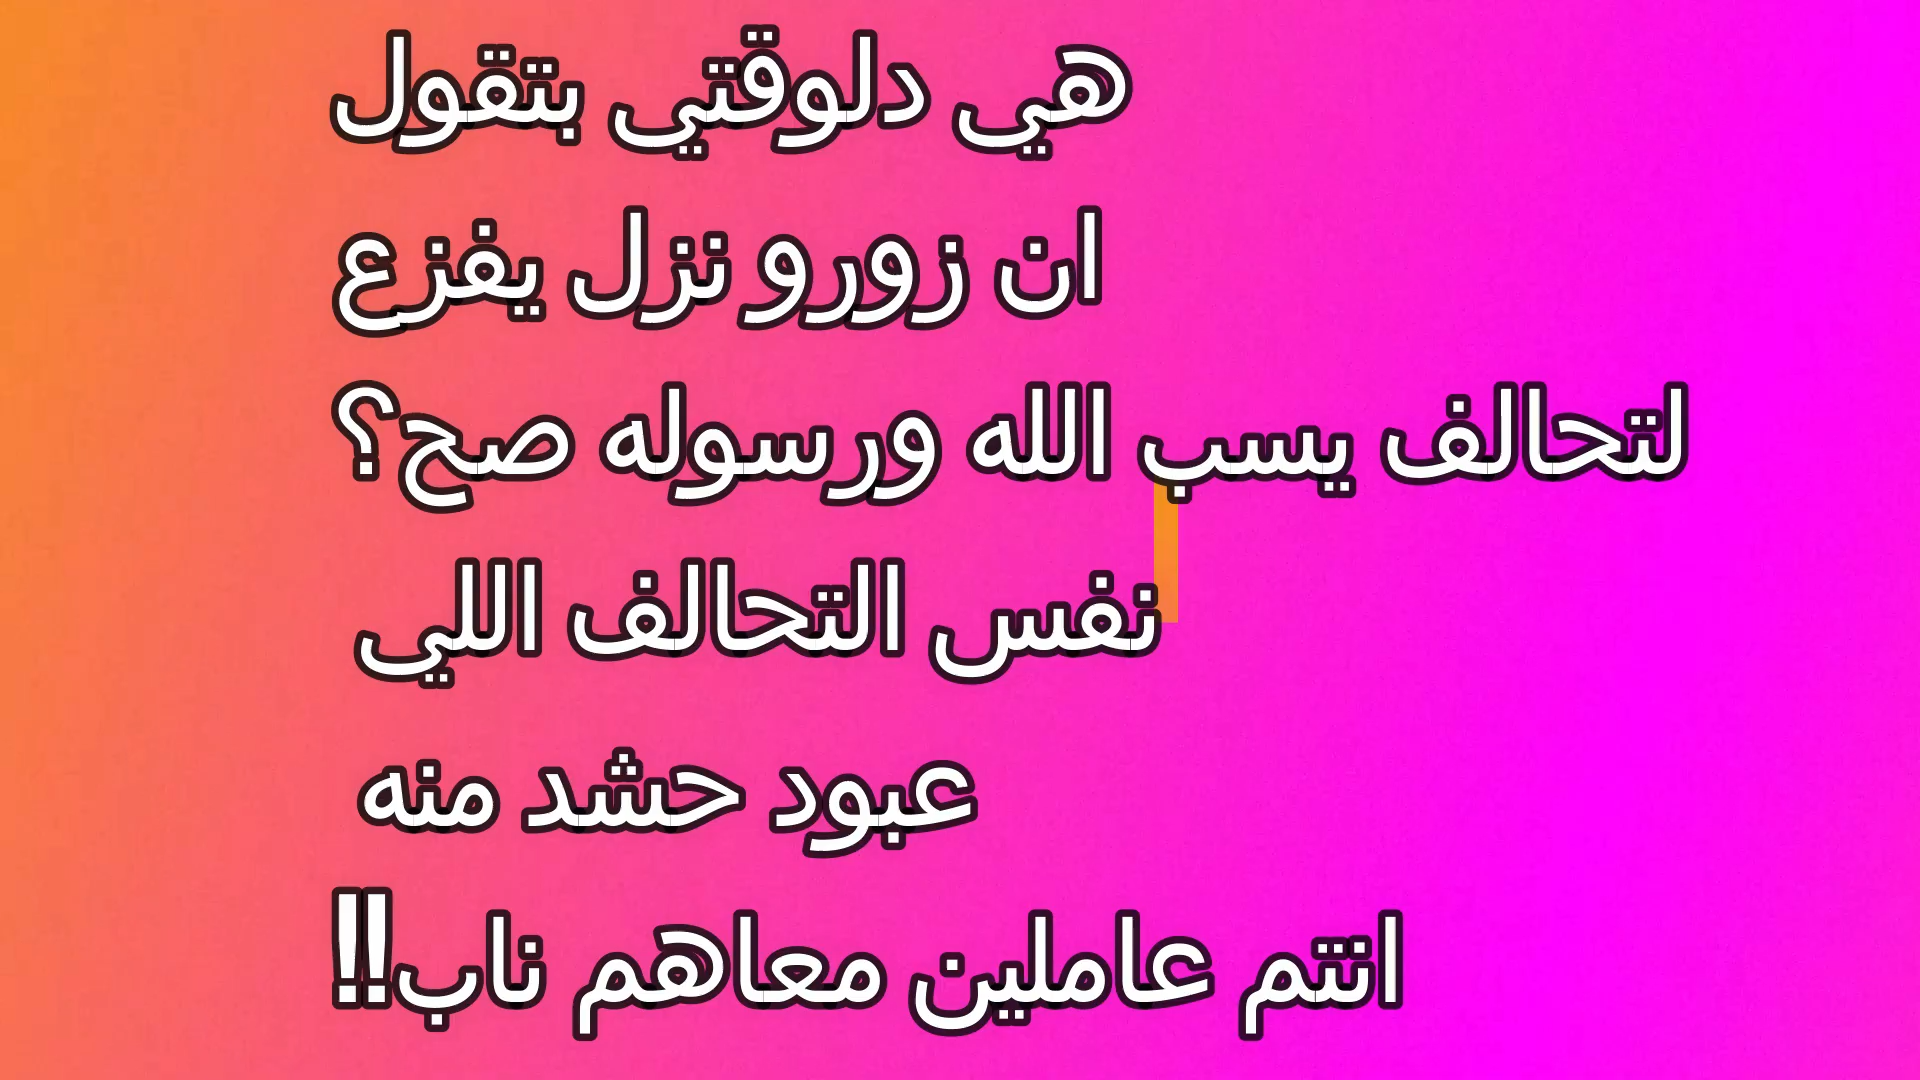 هي دلوقتي بتقول
ان زورو نزل يفزع
لتحالف يسب الله ورسوله صح؟
نفس التحالف اللي
عبود حشد منه
انتم عاملين معاهم ناب!!